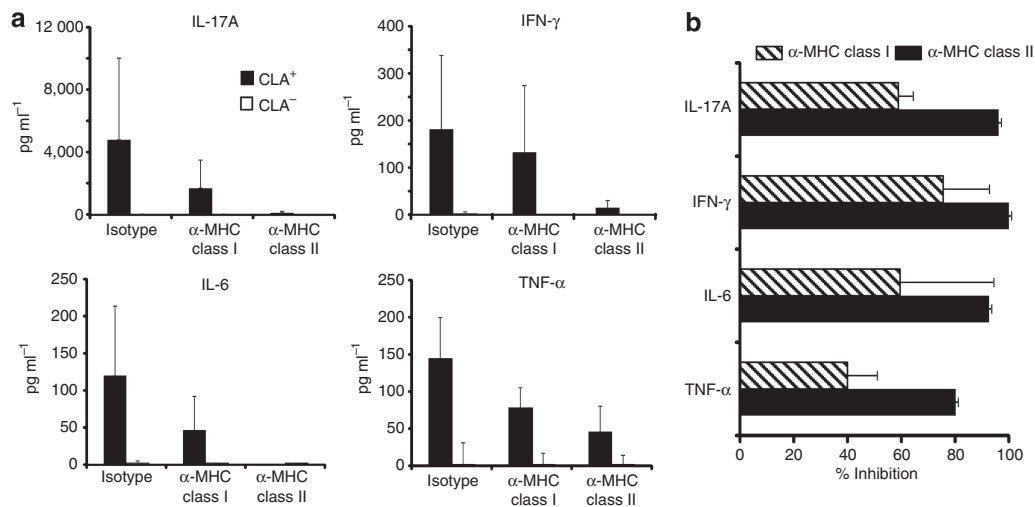 a
IL-17A
pg ml⁻¹
12 000
12,000
8,000
4,000
0
CLA⁺
CLA⁻
Isotype
α-MHC
class I
α-MHC
class II
IFN-γ
pg ml⁻¹
400
300
200
100
0
Isotype
α-MHC
class I
α-MHC
class II
IL-6
pg ml⁻¹
250
200
150
100
50
0
Isotype
α-MHC
class I
α-MHC
class II
TNF-α
pg ml⁻¹
250
200
150
100
50
0
Isotype
α-MHC
class I
α-MHC
class II
b
α-MHC class I
α-MHC class II
IL-17A
IFN-γ
IL-6
TNF-α
0 20 40 60 80 100
% Inhibition